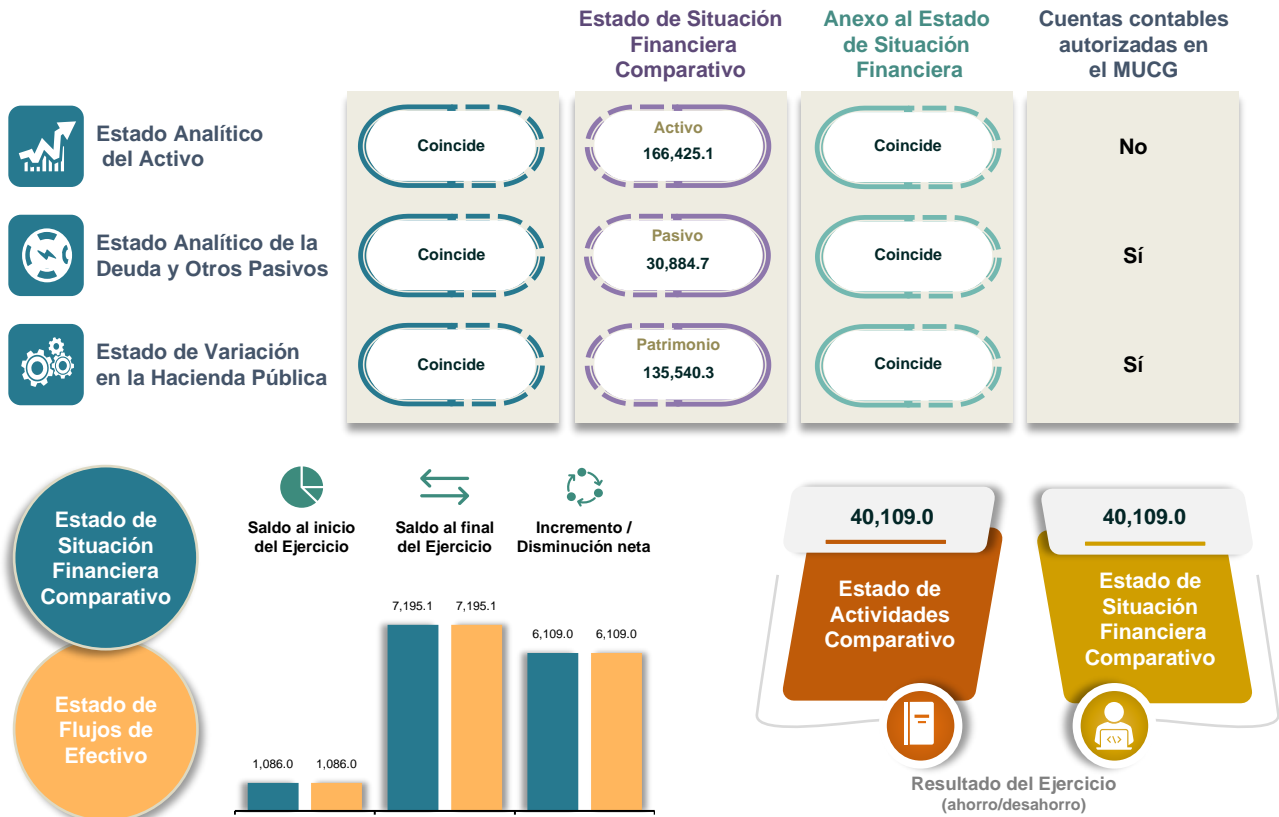 Estado de Situación
Financiera
Comparativo
Anexo al Estado
de Situación
Financiera
Cuentas contables
autorizadas en
el MUCG
Estado Analítico
del Activo
Coincide
Activo
166,425.1
Coincide
No
Estado Analítico de la
Deuda y Otros Pasivos
Coincide
Pasivo
30,884.7
Coincide
Sí
Estado de Variación
en la Hacienda Pública
Coincide
Patrimonio
135,540.3
Coincide
Sí
Estado de
Situación
Financiera
Comparativo
Estado de
Flujos de
Efectivo
Saldo al inicio
del Ejercicio
Saldo al final
del Ejercicio
Incremento /
Disminución neta
1,086.0 1,086.0
7,195.1 7,195.1
6,109.0 6,109.0
40,109.0
Estado de
Actividades
Comparativo
40,109.0
Estado de
Situación
Financiera
Comparativo
Resultado del Ejercicio
(ahorro/desahorro)